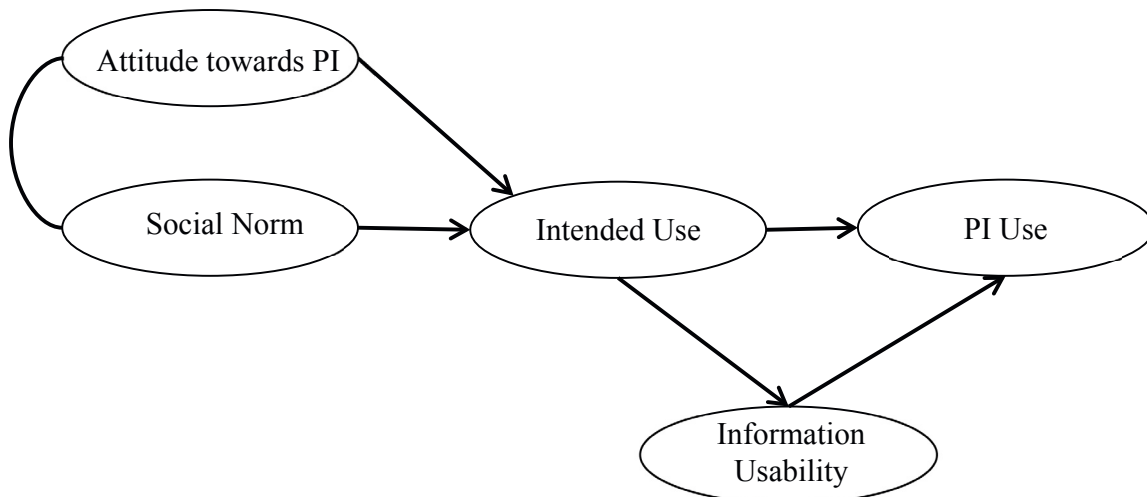 Attitude towards PI
Social Norm
Intended Use
PI Use
Information
Usability